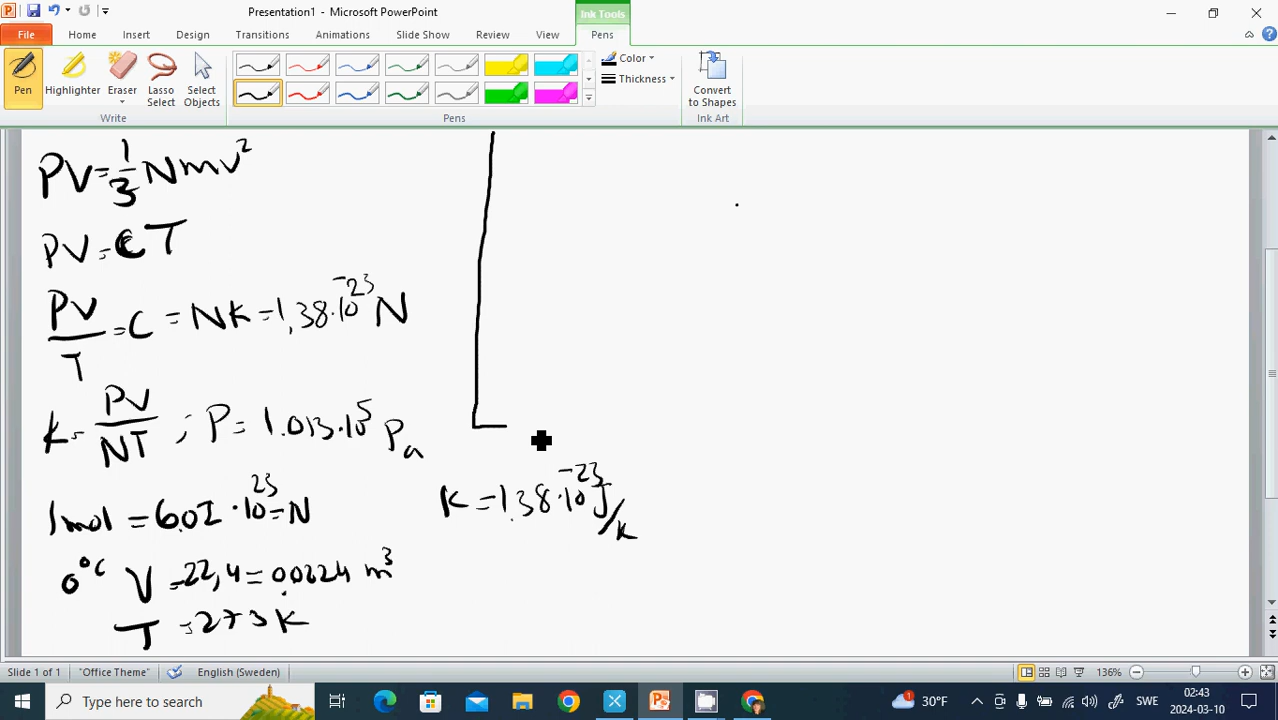 Presentation1 - Microsoft PowerPoint
Ink Tools
File Home Insert Design Transitions Animations Slide Show Review View Pens
Pen Highlighter Eraser Lasso Select Select Objects
Color
Thickness
Convert to Shapes
Write Pens Ink Art
PV=1/3 Nmv²
PV=CT
PV/T = C = NK = 1,38·10⁻²³ N
k = PV/NT ; P = 1.013·10⁵ Pa
1mol = 6.02·10²³ = N
K = 1.38·10⁻²³ J/K
0°C V = 22,4 = 0.0224 m³
T = 273 K
Slide 1 of 1 "Office Theme" English (Sweden) 136%
Type here to search 30°F SWE 02:43
2024-03-10